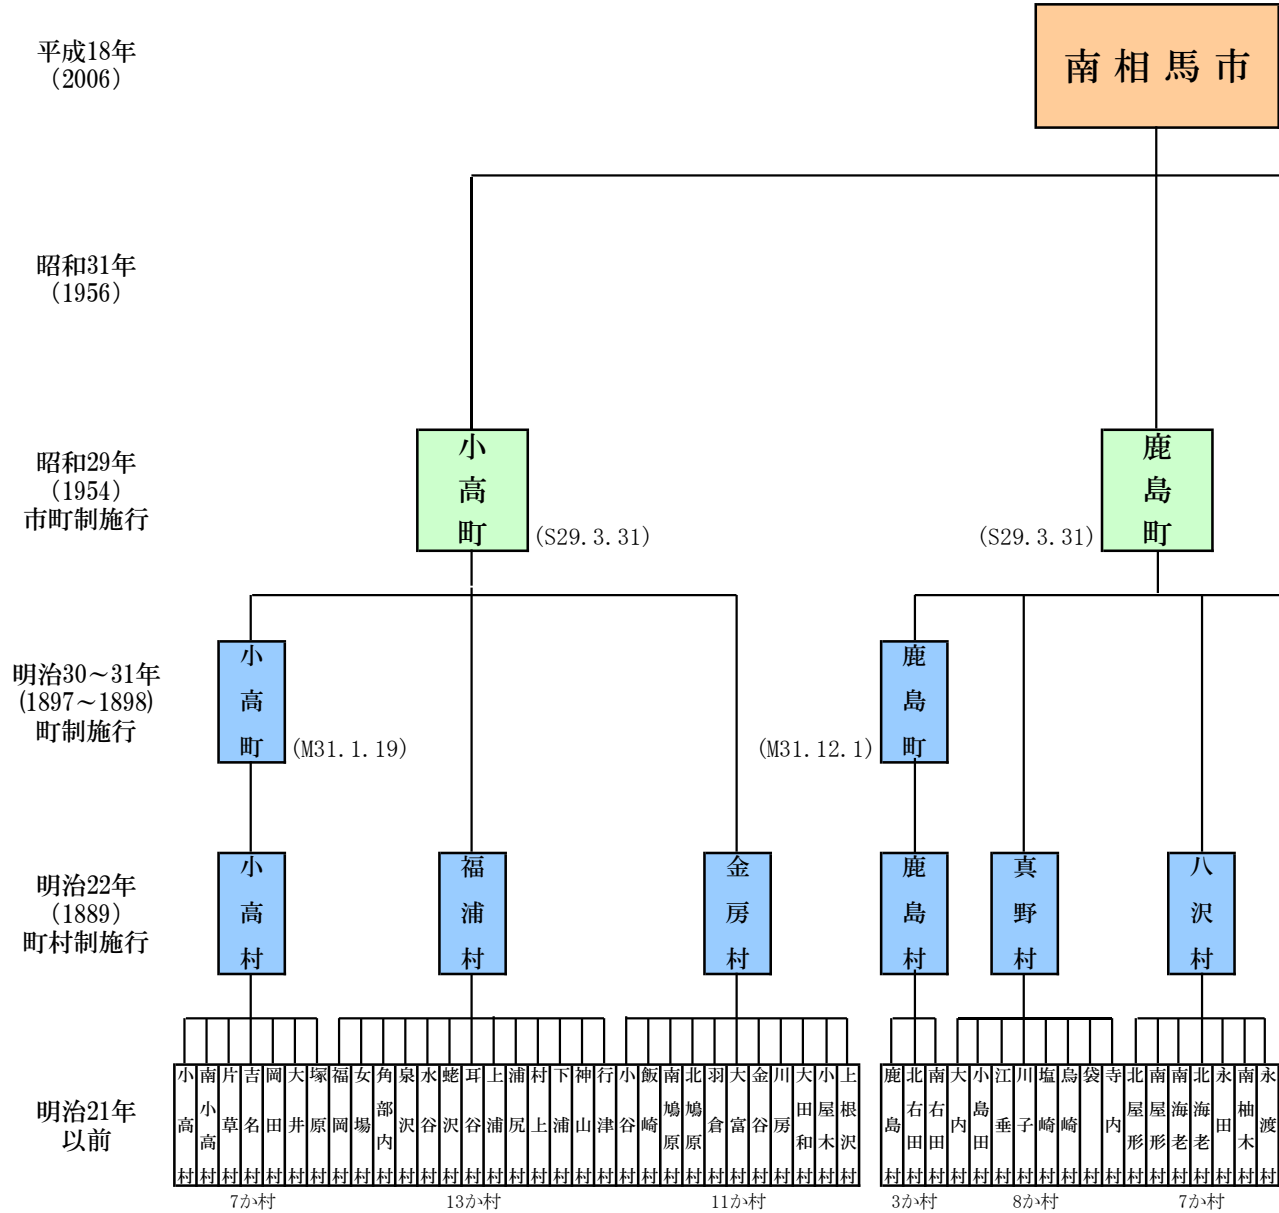 平成18年
（2006）
南相馬市
昭和31年
（1956）
昭和29年
（1954）
市町制施行
小高町
(S29.3.31)
(S29.3.31)
鹿島町
明治30～31年
(1897～1898)
町制施行
小高町
(M31.1.19)
(M31.12.1)
鹿島町
明治22年
（1889）
町村制施行
小高村
福浦村
金房村
鹿島村
真野村
八沢村
明治21年
以前
小高村
南小高村
片草村
吉名村
岡田村
大井村
塚原村
福岡村
女場村
角部内村
泉沢村
水谷村
蛯沢村
耳谷村
上浦村
浦尻村
村上村
下浦村
神山村
行津村
小谷村
飯崎村
南鳩原村
北鳩原村
羽倉村
大富村
金谷村
川房村
大田和村
小屋木村
上根沢村
鹿島村
北右田村
南右田村
大内村
小島田村
江垂村
川子村
塩崎村
烏崎村
袋村
寺内村
北屋形村
南屋形村
南海老村
北海老村
永田村
南柚木村
永渡村
7か村
13か村
11か村
3か村
8か村
7か村